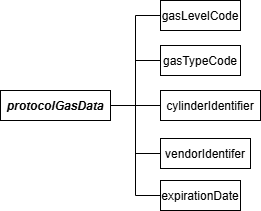 gasLevelCode
gasTypeCode
protocolGasData
cylinderIdentifier
vendorIdentifer
expirationDate